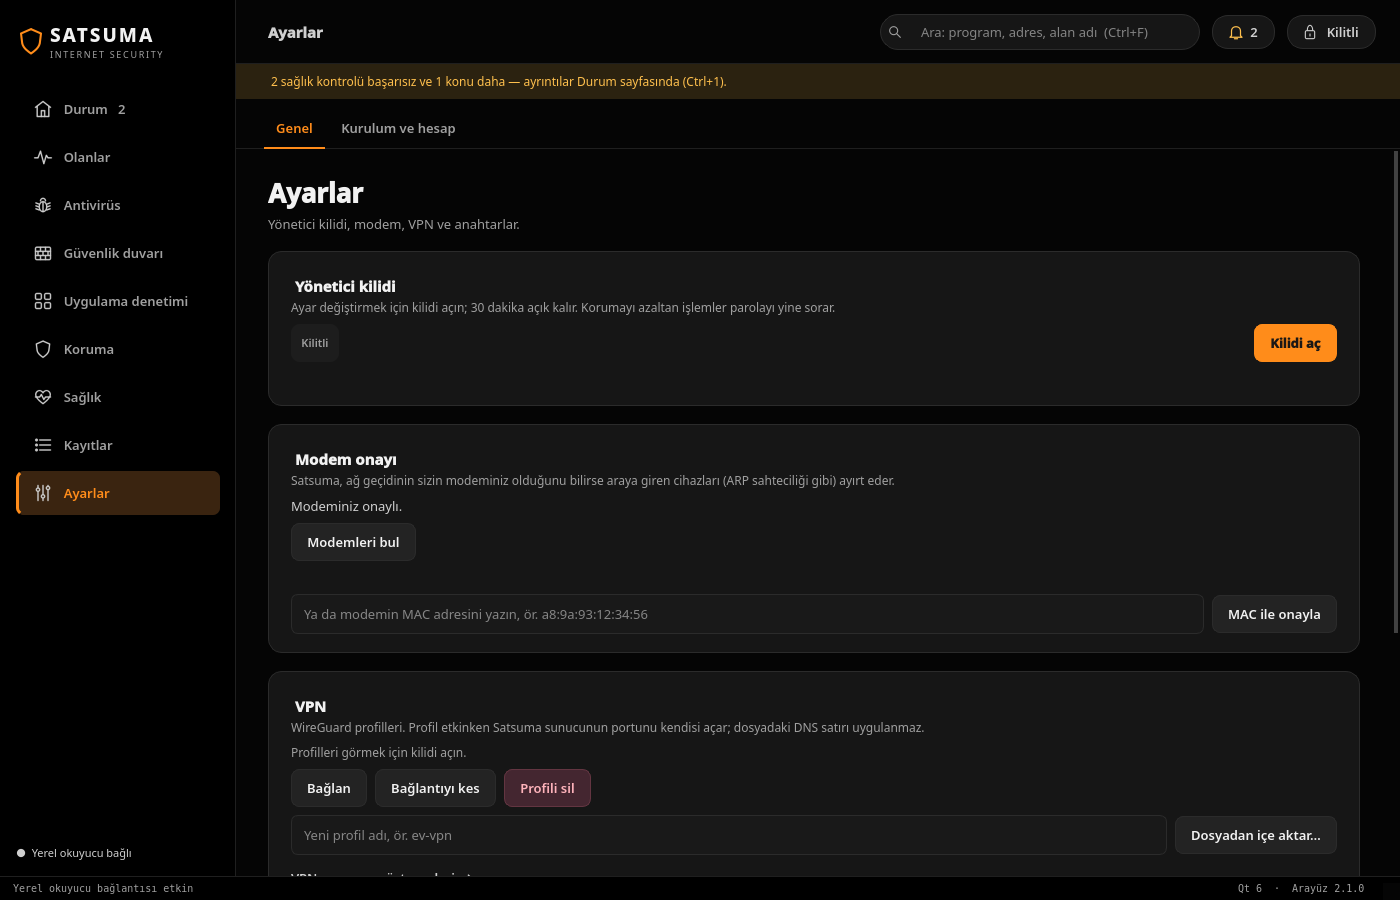 SATSUMA
INTERNET SECURITY
Durum 2
Olanlar
Antivirüs
Güvenlik duvarı
Uygulama denetimi
Koruma
Sağlık
Kayıtlar
Ayarlar
Yerel okuyucu bağlı
Ayarlar
Ara: program, adres, alan adı (Ctrl+F)
2
Kilitli
2 sağlık kontrolü başarısız ve 1 konu daha — ayrıntılar Durum sayfasında (Ctrl+1).
Genel
Kurulum ve hesap
Ayarlar
Yönetici kilidi, modem, VPN ve anahtarlar.
Yönetici kilidi
Ayar değiştirmek için kilidi açın; 30 dakika açık kalır. Korumayı azaltan işlemler parolayı yine sorar.
Kilitli
Kilidi aç
Modem onayı
Satsuma, ağ geçidinin sizin modeminiz olduğunu bilirse araya giren cihazları (ARP sahteciliği gibi) ayırt eder.
Modeminiz onaylı.
Modemleri bul
Ya da modemin MAC adresini yazın, ör. a8:9a:93:12:34:56
MAC ile onayla
VPN
WireGuard profilleri. Profil etkinken Satsuma sunucunun portunu kendisi açar; dosyadaki DNS satırı uygulanmaz.
Profilleri görmek için kilidi açın.
Bağlan
Bağlantıyı kes
Profili sil
Yeni profil adı, ör. ev-vpn
Dosyadan içe aktar...
Yerel okuyucu bağlantısı etkin
Qt 6 · Arayüz 2.1.0